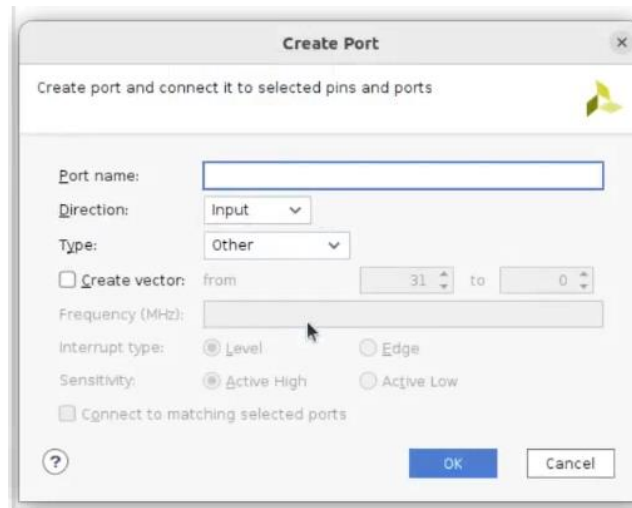 Create Port
×
Create port and connect it to selected pins and ports
Port name:
Direction: Input
Type: Other
Create vector: from 31 to 0
Frequency (MHz):
Interrupt type: Level Edge
Sensitivity: Active High Active Low
Connect to matching selected ports
? OK Cancel